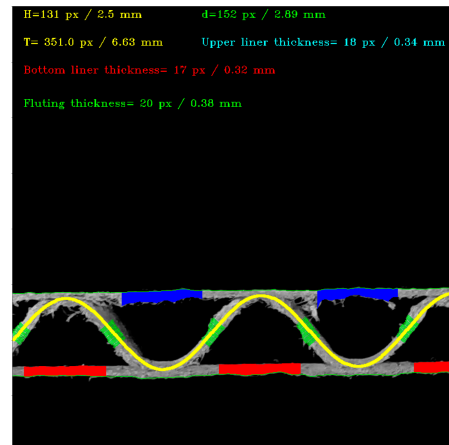 H=131 px / 2.5 mm d=152 px / 2.89 mm
T= 351.0 px / 6.63 mm Upper liner thickness= 18 px / 0.34 mm
Bottom liner thickness= 17 px / 0.32 mm
Fluting thickness= 20 px / 0.38 mm